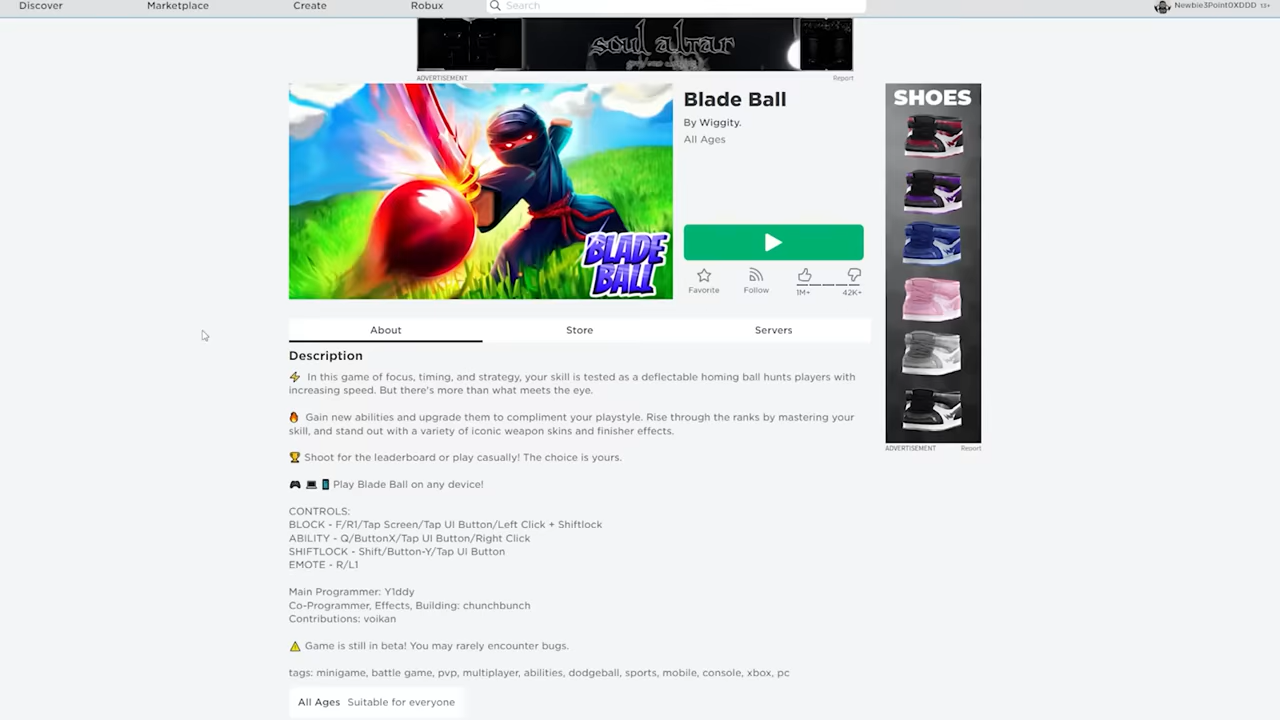 Discover
Marketplace
Create
Robux
Search
Newbie3Point0XDDD 13+
soul altar
ADVERTISEMENT
Report
BLADE
BALL
Blade Ball
By Wiggity.
All Ages
Favorite
Follow
1M+
42K+
SHOES
ADVERTISEMENT
Report
About
Store
Servers
Description
⚡ In this game of focus, timing, and strategy, your skill is tested as a deflectable homing ball hunts players with
increasing speed. But there's more than what meets the eye.
🔥 Gain new abilities and upgrade them to compliment your playstyle. Rise through the ranks by mastering your
skill, and stand out with a variety of iconic weapon skins and finisher effects.
🏆 Shoot for the leaderboard or play casually! The choice is yours.
🎮 💻 📱 Play Blade Ball on any device!
CONTROLS:
BLOCK - F/R1/Tap Screen/Tap UI Button/Left Click + Shiftlock
ABILITY - Q/ButtonX/Tap UI Button/Right Click
SHIFTLOCK - Shift/Button-Y/Tap UI Button
EMOTE - R/L1
Main Programmer: Y1ddy
Co-Programmer, Effects, Building: chunchbunch
Contributions: voikan
⚠️ Game is still in beta! You may rarely encounter bugs.
tags: minigame, battle game, pvp, multiplayer, abilities, dodgeball, sports, mobile, console, xbox, pc
All Ages Suitable for everyone